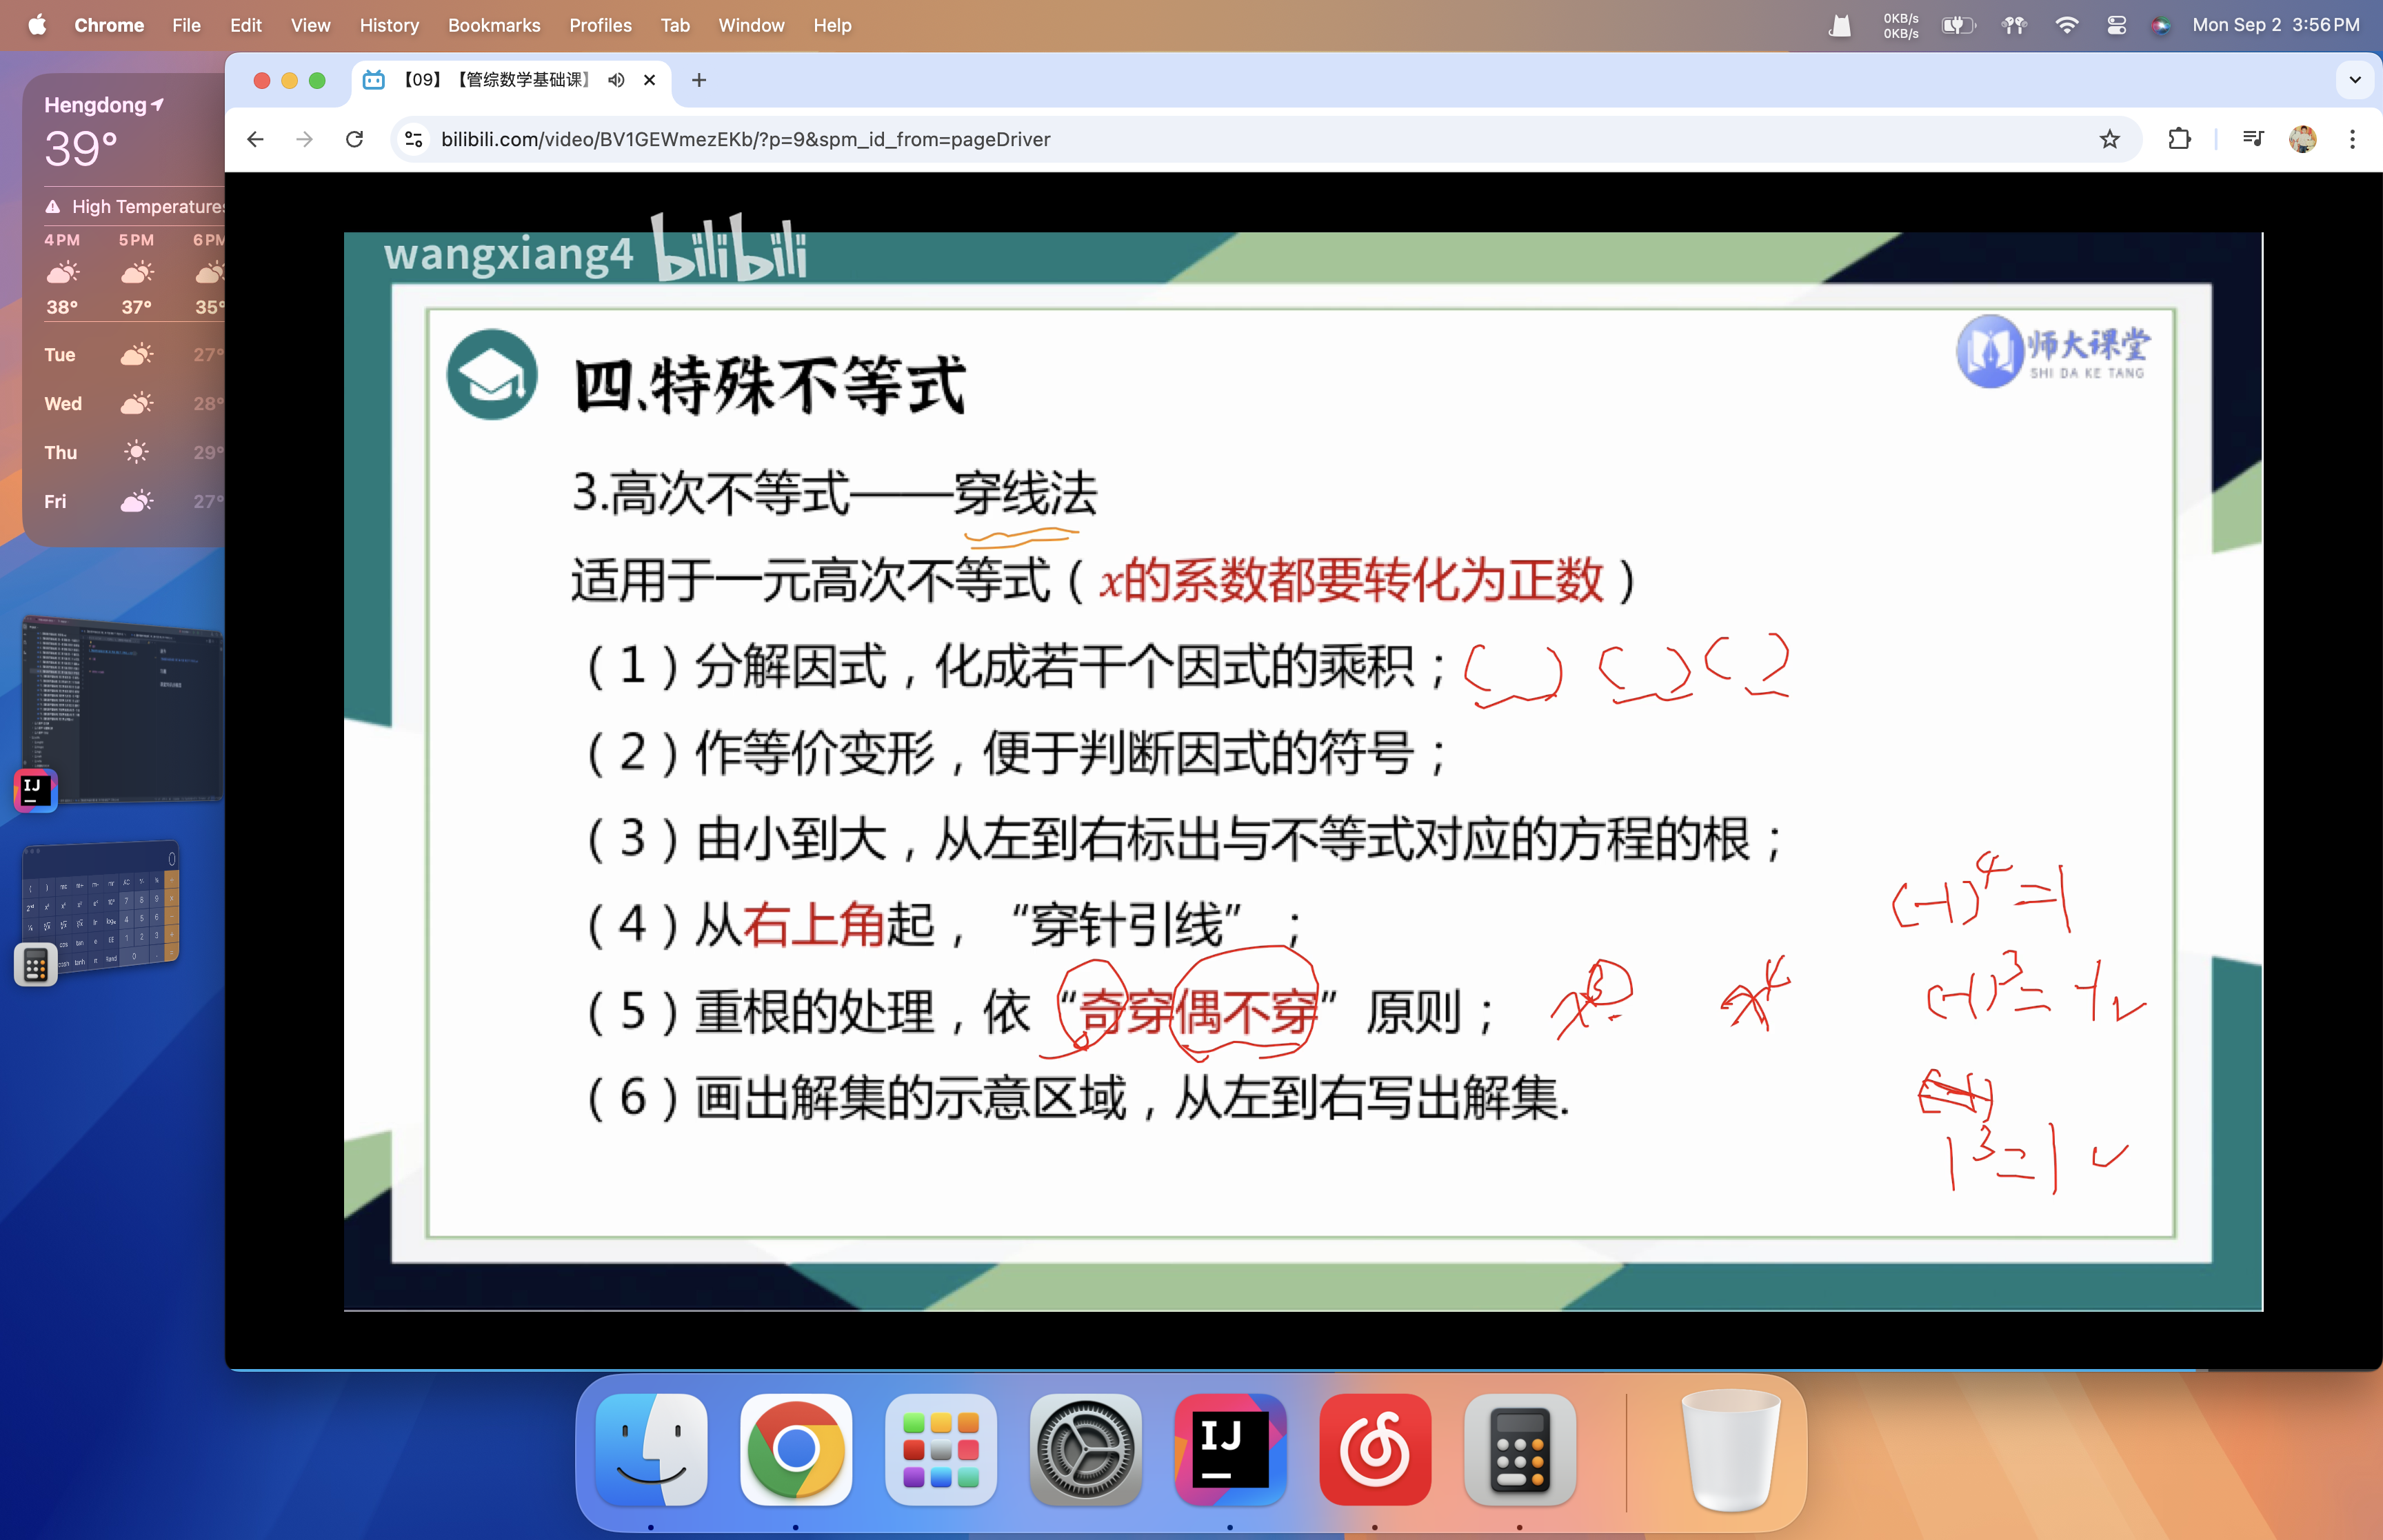 Chrome File Edit View History Bookmarks Profiles Tab Window Help
0KB/s
0KB/s
Mon Sep 2 3:56 PM
【09】【管综数学基础课】
bilibili.com/video/BV1GEWmezEKb/?p=9&spm_id_from=pageDriver
Hengdong
39°
High Temperatures
4 PM 5 PM 6 PM
38° 37° 35°
Tue 27°
Wed 28°
Thu 29°
Fri 27°
wangxiang4 bilibili
师大课堂
SHI DA KE TANG
四.特殊不等式
3.高次不等式——穿线法
适用于一元高次不等式（x的系数都要转化为正数）
（1）分解因式，化成若干个因式的乘积；( ) ( ) ( )
（2）作等价变形，便于判断因式的符号；
（3）由小到大，从左到右标出与不等式对应的方程的根；
（4）从右上角起，“穿针引线”；
（5）重根的处理，依“奇穿偶不穿”原则； x³ x⁴
（6）画出解集的示意区域，从左到右写出解集.
(-1)⁴=1
(-1)³=-1
1³=1
IJ
IJ